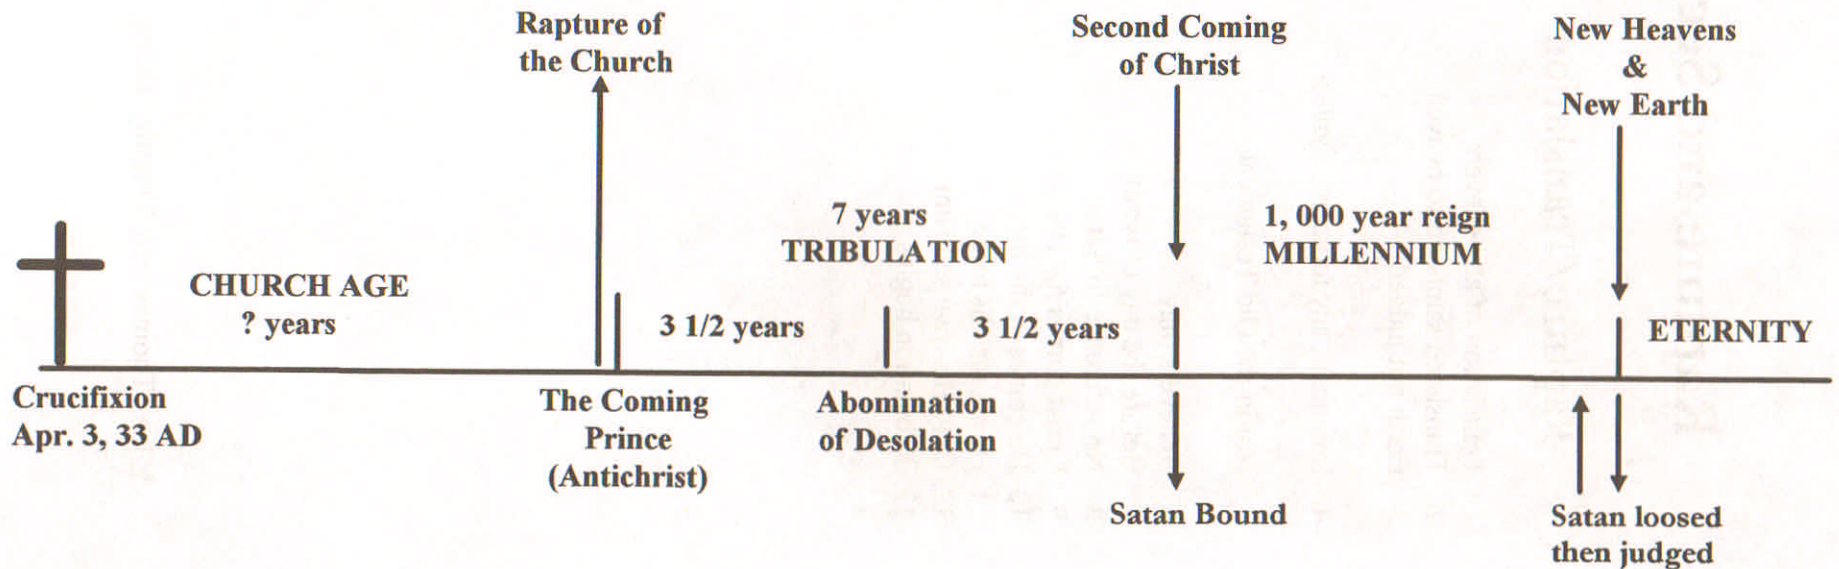 Rapture of
the Church
Second Coming
of Christ
New Heavens
&
New Earth
7 years
TRIBULATION
1, 000 year reign
MILLENNIUM
CHURCH AGE
? years
3 1/2 years
3 1/2 years
ETERNITY
Crucifixion
Apr. 3, 33 AD
The Coming
Prince
(Antichrist)
Abomination
of Desolation
Satan Bound
Satan loosed
then judged